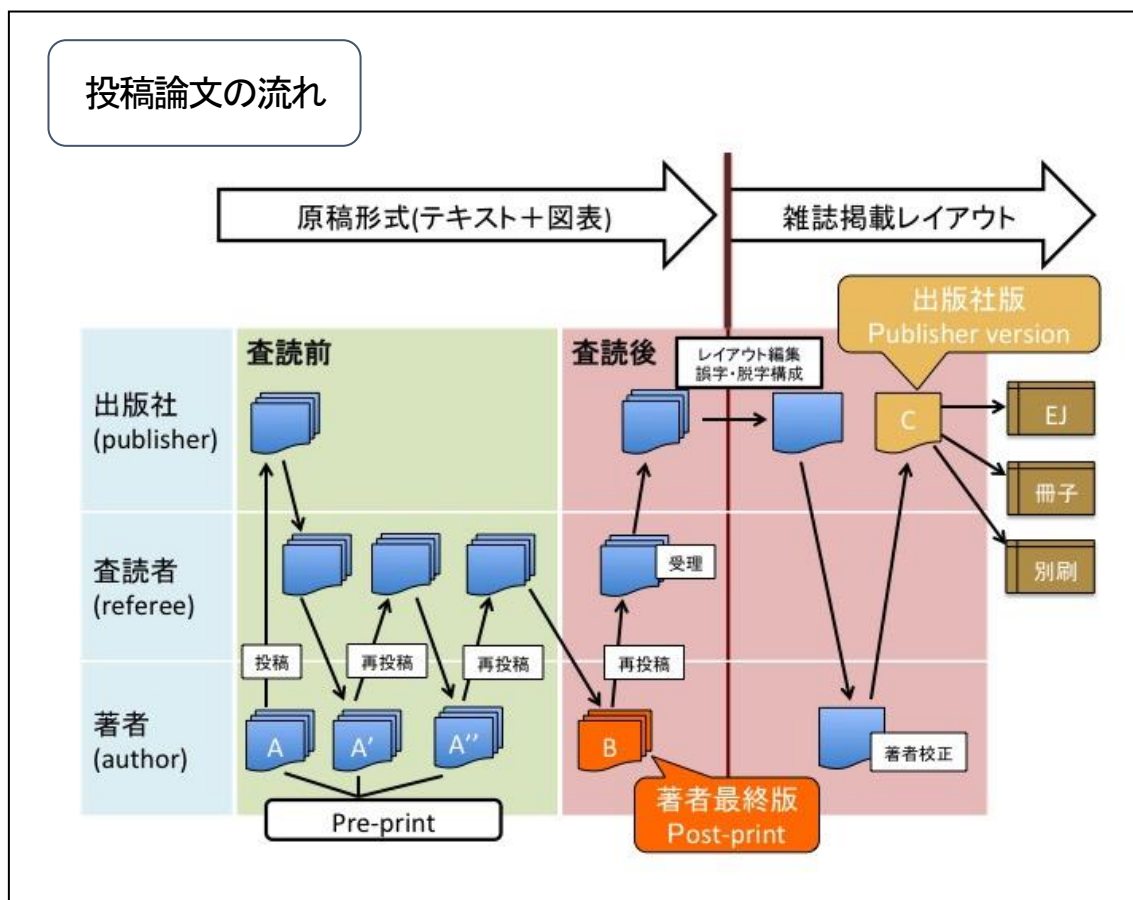 投稿論文の流れ
原稿形式(テキスト＋図表)
雑誌掲載レイアウト
出版社版
Publisher version
査読前
査読後
レイアウト編集
誤字・脱字構成
出版社
(publisher)
C
EJ
冊子
別刷
査読者
(referee)
受理
投稿
再投稿
再投稿
再投稿
著者
(author)
A
A'
A''
B
著者校正
著者最終版
Post-print
Pre-print